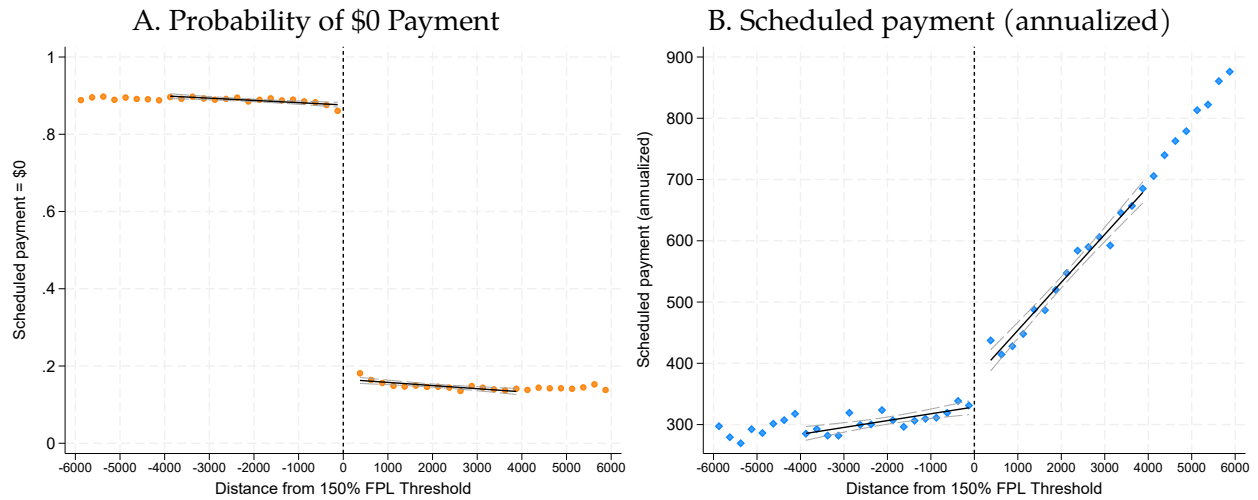 A. Probability of $0 Payment
1
.8
.6
.4
.2
0
Scheduled payment = $0
-6000 -5000 -4000 -3000 -2000 -1000 0 1000 2000 3000 4000 5000 6000
Distance from 150% FPL Threshold
B. Scheduled payment (annualized)
900
800
700
600
500
400
300
Scheduled payment (annualized)
-6000 -5000 -4000 -3000 -2000 -1000 0 1000 2000 3000 4000 5000 6000
Distance from 150% FPL Threshold